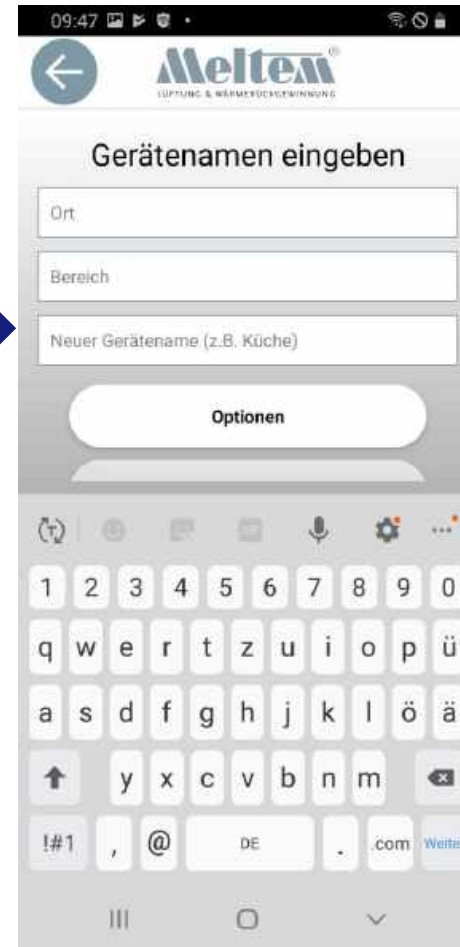 09:47
Meltem®
LÜFTUNG & WÄRMERÜCKGEWINNUNG
Gerätenamen eingeben
Ort
Bereich
Neuer Gerätename (z.B. Küche)
Optionen
1 2 3 4 5 6 7 8 9 0
q w e r t z u i o p ü
a s d f g h j k l ö ä
y x c v b n m
!#1 , @ DE . .com Weiter